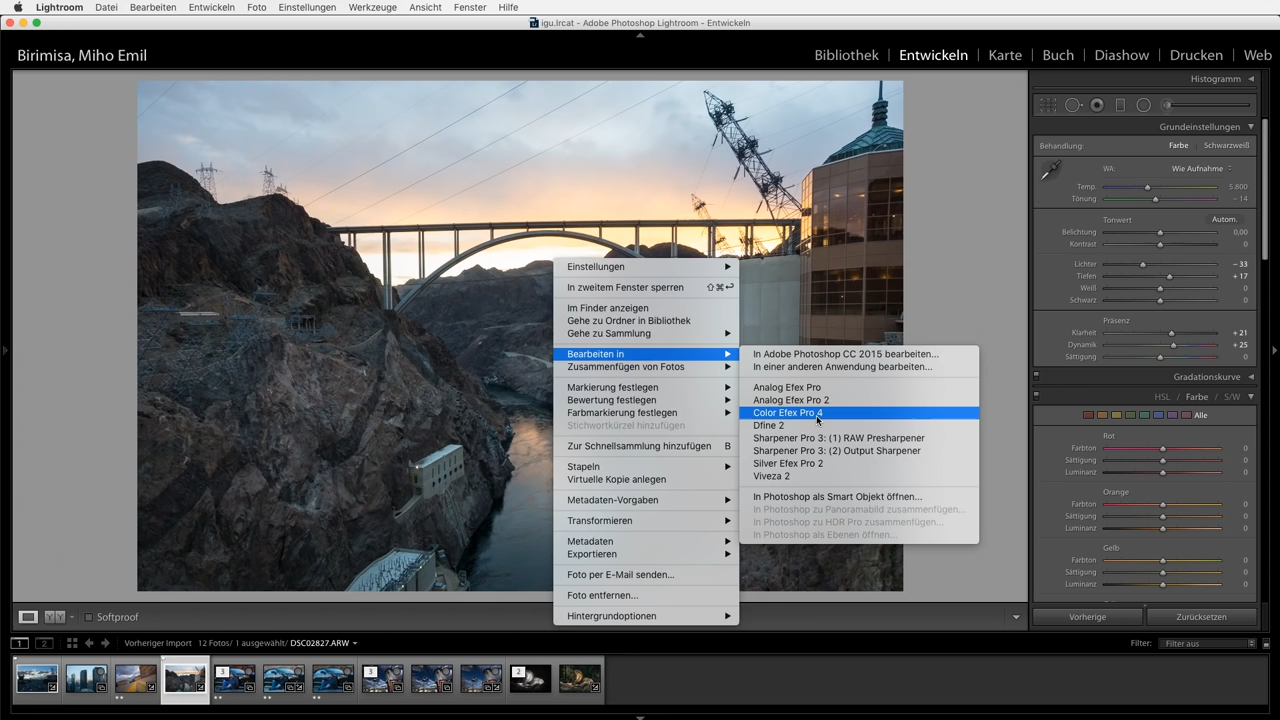 Lightroom Datei Bearbeiten Entwickeln Foto Einstellungen Werkzeuge Ansicht Fenster Hilfe
igu.lrcat - Adobe Photoshop Lightroom - Entwickeln
Birimisa, Miho Emil
Bibliothek | Entwickeln | Karte | Buch | Diashow | Drucken | Web
Histogramm
Grundeinstellungen
Behandlung: Farbe Schwarzweiß
WA: Wie Aufnahme
Temp. 5.800
Tönung – 14
Tonwert Autom.
Belichtung 0,00
Kontrast 0
Lichter – 33
Tiefen + 17
Weiß 0
Schwarz 0
Präsenz
Klarheit + 21
Dynamik + 25
Sättigung 0
Gradationskurve
HSL / Farbe / S/W
Alle
Rot
Farbton 0
Sättigung 0
Luminanz 0
Orange
Farbton 0
Sättigung 0
Luminanz 0
Gelb
Farbton 0
Sättigung 0
Luminanz 0
Vorherige Zurücksetzen
Einstellungen
In zweitem Fenster sperren ⇧⌘↩
Im Finder anzeigen
Gehe zu Ordner in Bibliothek
Gehe zu Sammlung
Bearbeiten in
Zusammenfügen von Fotos
Markierung festlegen
Bewertung festlegen
Farbmarkierung festlegen
Stichwortkürzel hinzufügen
Zur Schnellsammlung hinzufügen B
Stapeln
Virtuelle Kopie anlegen
Metadaten-Vorgaben
Transformieren
Metadaten
Exportieren
Foto per E-Mail senden...
Foto entfernen...
Hintergrundoptionen
In Adobe Photoshop CC 2015 bearbeiten...
In einer anderen Anwendung bearbeiten...
Analog Efex Pro
Analog Efex Pro 2
Color Efex Pro 4
Dfine 2
Sharpener Pro 3: (1) RAW Presharpener
Sharpener Pro 3: (2) Output Sharpener
Silver Efex Pro 2
Viveza 2
In Photoshop als Smart Objekt öffnen...
In Photoshop zu Panoramabild zusammenfügen...
In Photoshop zu HDR Pro zusammenfügen...
In Photoshop als Ebenen öffnen...
YY Softproof
1 2 Vorheriger Import 12 Fotos/ 1 ausgewählt/ DSC02827.ARW Filter: Filter aus
3 3 2